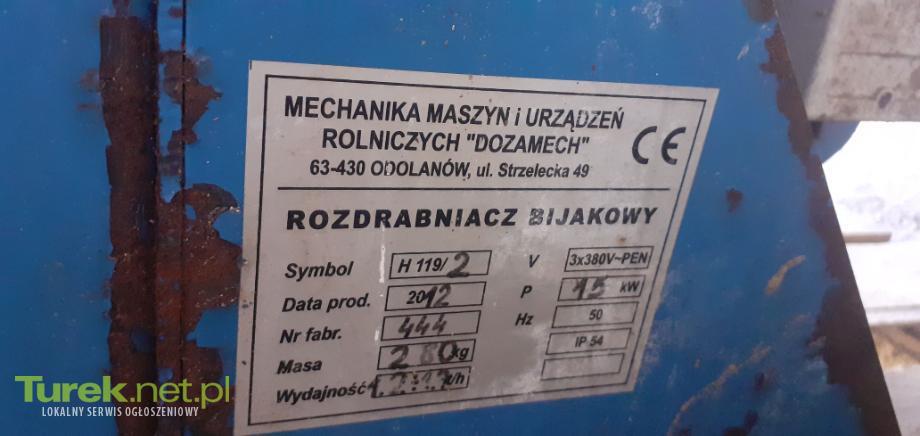 MECHANIKA MASZYN i URZĄDZEŃ
ROLNICZYCH "DOZAMECH"
63-430 ODOLANÓW, ul. Strzelecka 49
CE
ROZDRABNIACZ BIJAKOWY
Symbol H 119/2 V 3x380V~PEN
Data prod. 2012 P 15 kW
Nr fabr. 444 Hz 50
Masa 280 kg IP 54
Wydajność t/h
Turek.net.pl
LOKALNY SERWIS OGŁOSZENIOWY